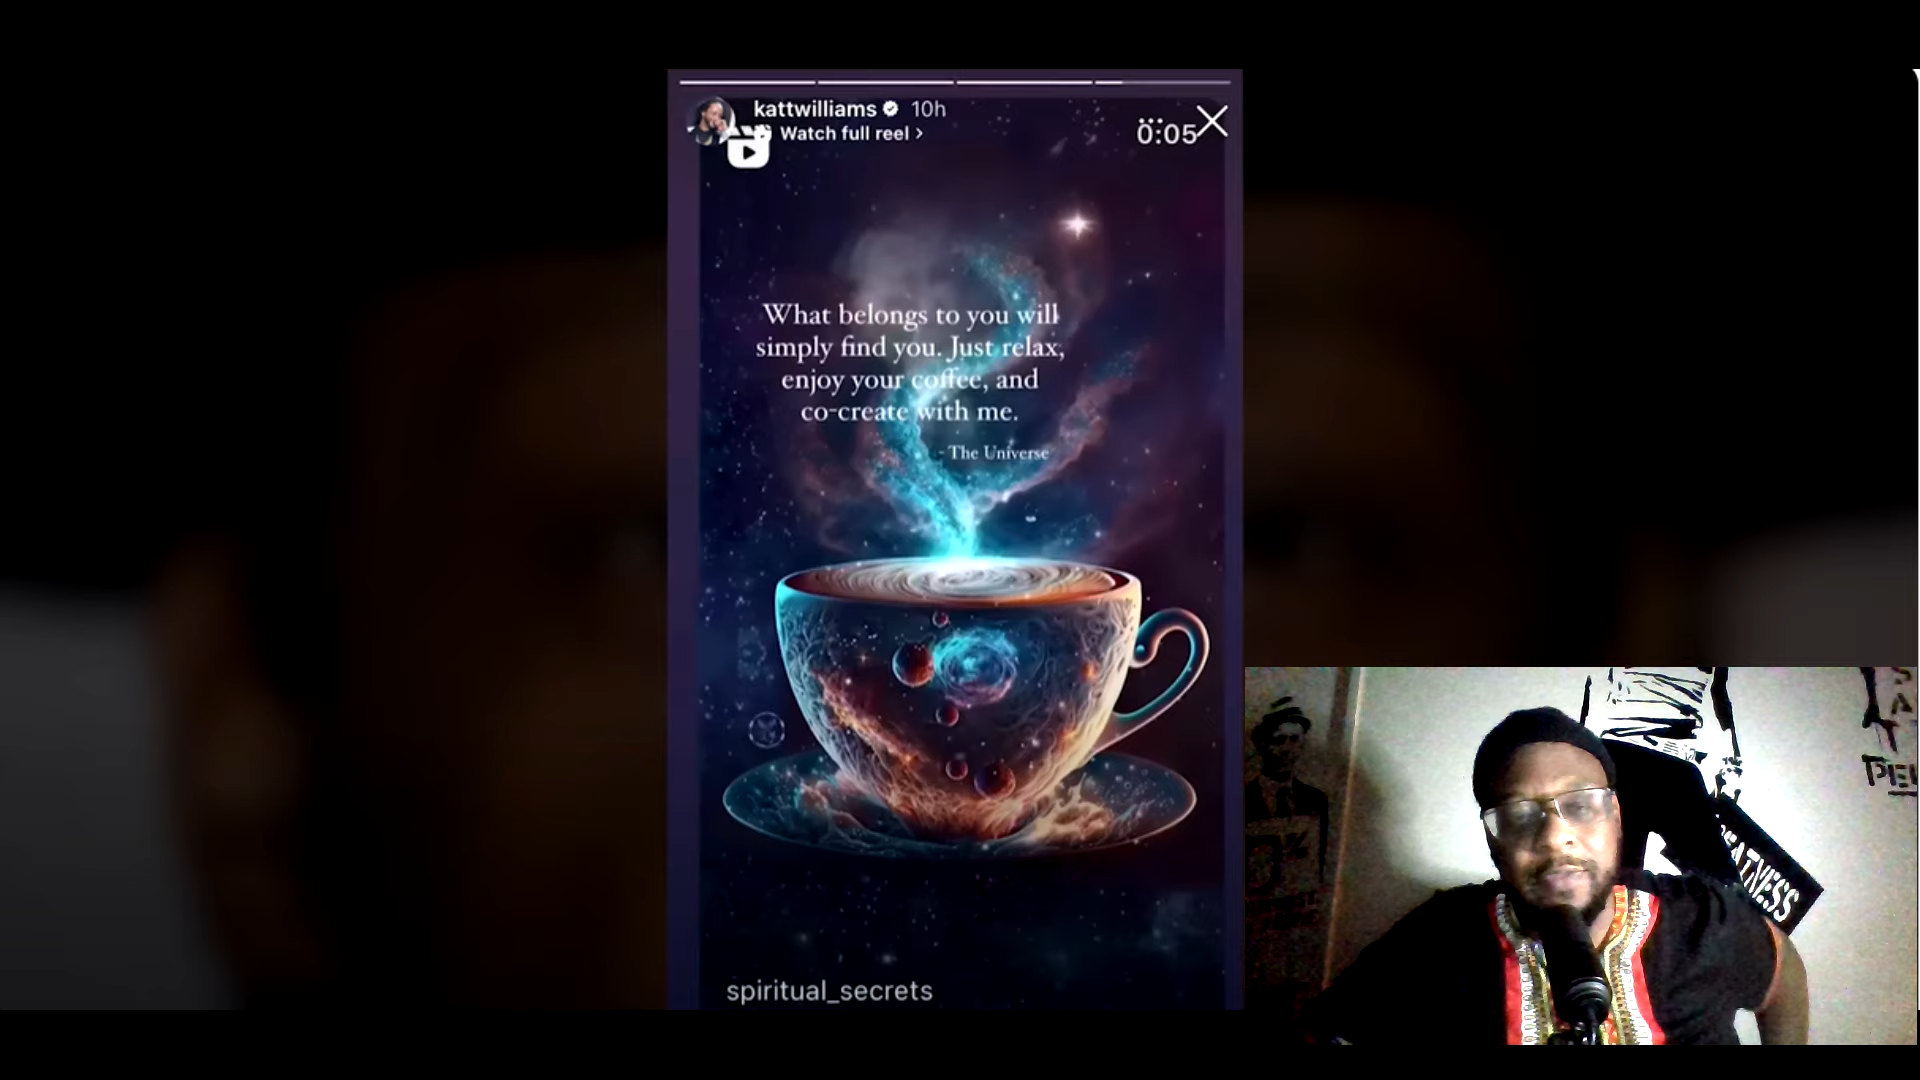 kattwilliams 10h
Watch full reel >
0:05
What belongs to you will
simply find you. Just relax,
enjoy your coffee, and
co-create with me.
- The Universe
spiritual_secrets